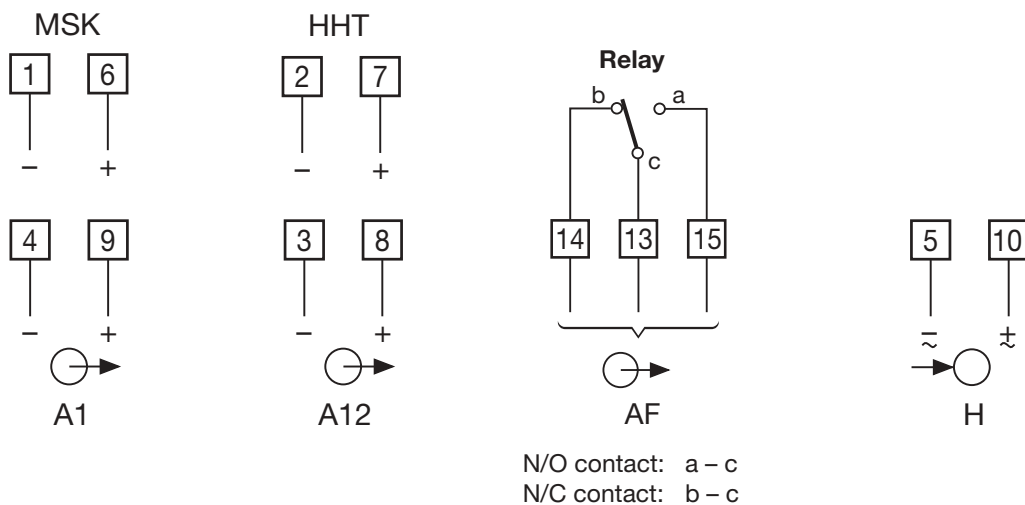 MSK HHT
1 6 2 7 Relay
b a
c
− + − +
4 9 3 8 14 13 15 5 10
− + − + −
~ +
~
A1 A12 AF H
N/O contact: a – c
N/C contact: b – c